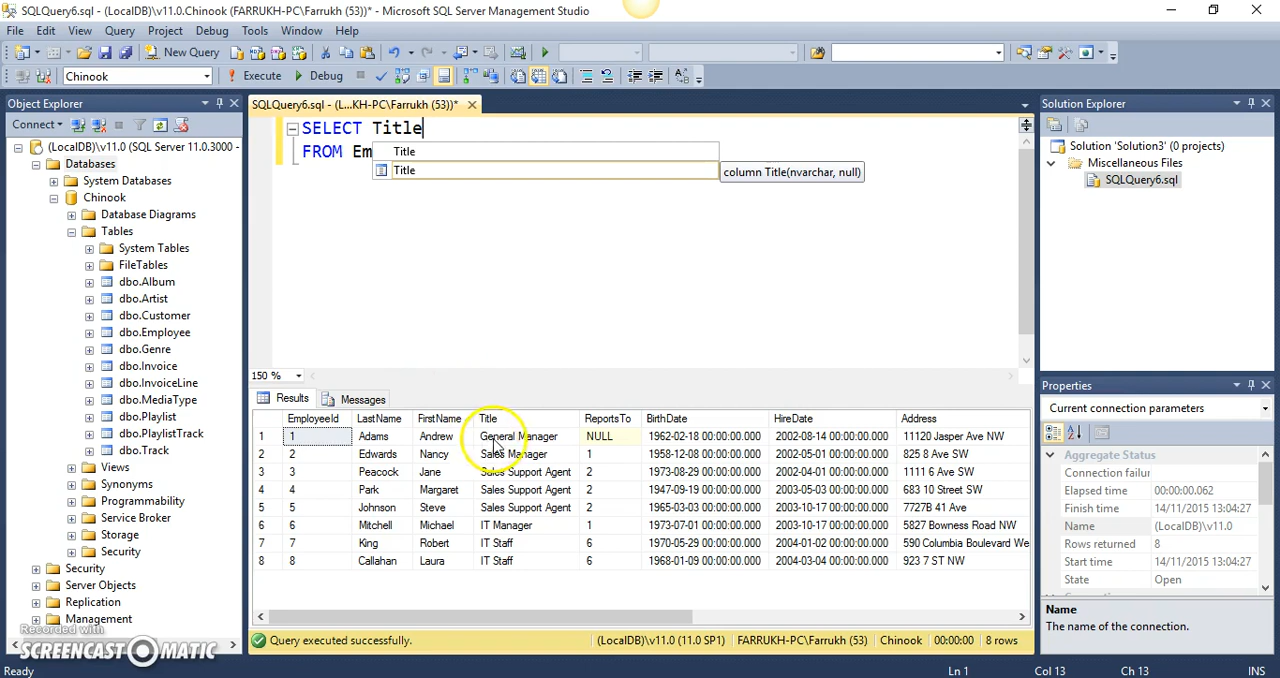 SQLQuery6.sql - (LocalDB)\v11.0.Chinook (FARRUKH-PC\Farrukh (53))* - Microsoft SQL Server Management Studio
File Edit View Query Project Debug Tools Window Help
New Query
Chinook Execute Debug
Object Explorer
Connect
(LocalDB)\v11.0 (SQL Server 11.0.3000 -
Databases
System Databases
Chinook
Database Diagrams
Tables
System Tables
FileTables
dbo.Album
dbo.Artist
dbo.Customer
dbo.Employee
dbo.Genre
dbo.Invoice
dbo.InvoiceLine
dbo.MediaType
dbo.Playlist
dbo.PlaylistTrack
dbo.Track
Views
Synonyms
Programmability
Service Broker
Storage
Security
Security
Server Objects
Replication
Management
Recorded with
SCREENCAST-O-MATIC
SQLQuery6.sql - (L...KH-PC\Farrukh (53))*
SELECT Title
FROM Em
Title
Title
column Title(nvarchar, null)
150 %
Results Messages
EmployeeId LastName FirstName Title ReportsTo BirthDate HireDate Address
1 1 Adams Andrew General Manager NULL 1962-02-18 00:00:00.000 2002-08-14 00:00:00.000 11120 Jasper Ave NW
2 2 Edwards Nancy Sales Manager 1 1958-12-08 00:00:00.000 2002-05-01 00:00:00.000 825 8 Ave SW
3 3 Peacock Jane Sales Support Agent 2 1973-08-29 00:00:00.000 2002-04-01 00:00:00.000 1111 6 Ave SW
4 4 Park Margaret Sales Support Agent 2 1947-09-19 00:00:00.000 2003-05-03 00:00:00.000 683 10 Street SW
5 5 Johnson Steve Sales Support Agent 2 1965-03-03 00:00:00.000 2003-10-17 00:00:00.000 7727B 41 Ave
6 6 Mitchell Michael IT Manager 1 1973-07-01 00:00:00.000 2003-10-17 00:00:00.000 5827 Bowness Road NW
7 7 King Robert IT Staff 6 1970-05-29 00:00:00.000 2004-01-02 00:00:00.000 590 Columbia Boulevard We
8 8 Callahan Laura IT Staff 6 1968-01-09 00:00:00.000 2004-03-04 00:00:00.000 923 7 ST NW
Query executed successfully. (LocalDB)\v11.0 (11.0 SP1) FARRUKH-PC\Farrukh (53) Chinook 00:00:00 8 rows
Solution Explorer
Solution 'Solution3' (0 projects)
Miscellaneous Files
SQLQuery6.sql
Properties
Current connection parameters
Aggregate Status
Connection failur
Elapsed time 00:00:00.062
Finish time 14/11/2015 13:04:27
Name (LocalDB)\v11.0
Rows returned 8
Start time 14/11/2015 13:04:27
State Open
Name
The name of the connection.
Ready Ln 1 Col 13 Ch 13 INS